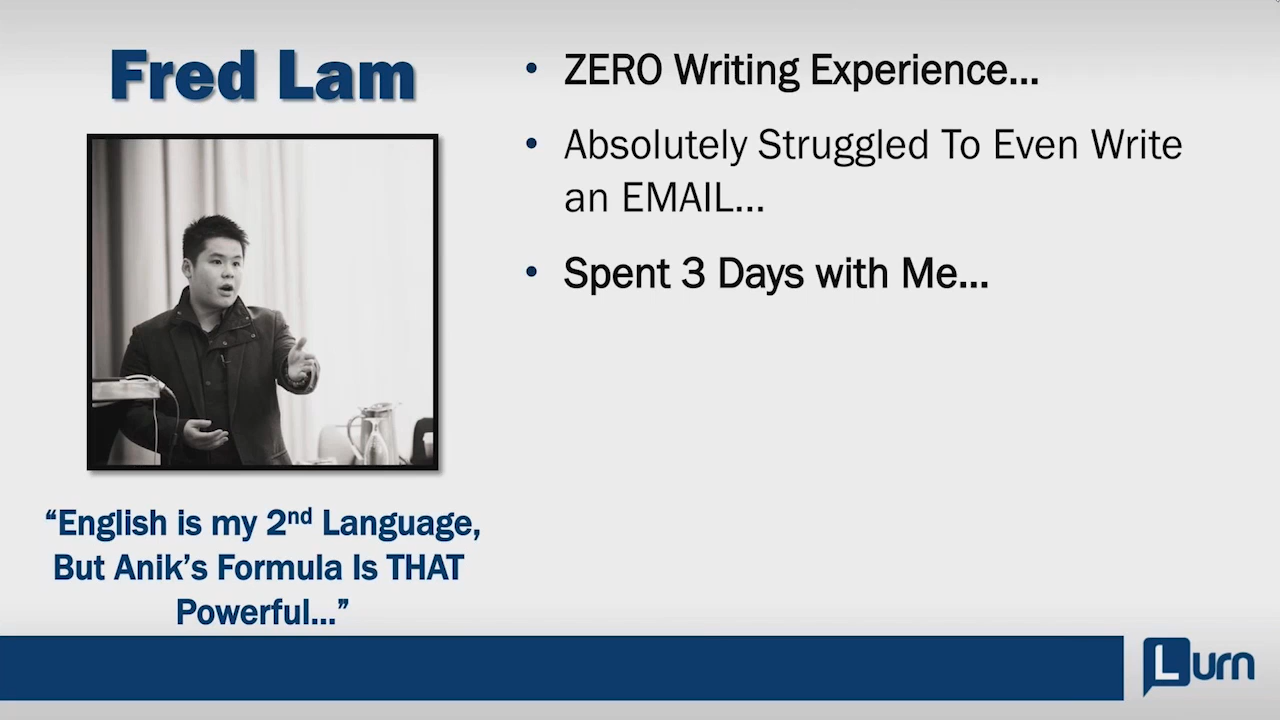 Fred Lam
• ZERO Writing Experience...
• Absolutely Struggled To Even Write
an EMAIL...
• Spent 3 Days with Me...
“English is my 2nd Language,
But Anik’s Formula Is THAT
Powerful...”
Lurn